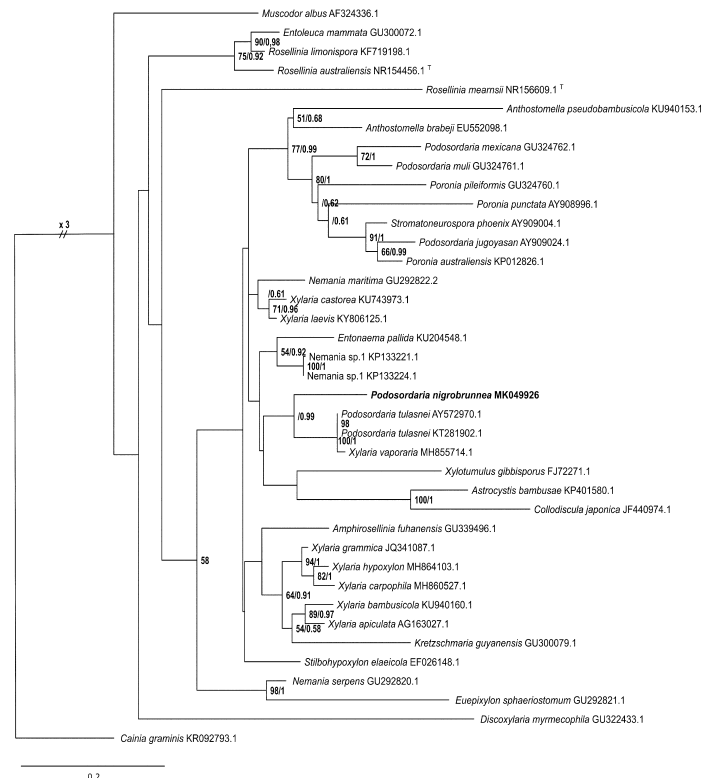 Muscodor albus AF324336.1
Entoleuca mammata GU300072.1
90/0,98
Rosellinia limonispora KF719198.1
75/0.92
Rosellinia australiensis NR154456.1 T
Rosellinia mearnsii NR156609.1 T
Anthostomella pseudobambusicola KU940153.1
51/0.68
Anthostomella brabeji EU552098.1
77/0.99
Podosordaria mexicana GU324762.1
72/1
Podosordaria muli GU324761.1
80/1
Poronia pileiformis GU324760.1
/0.62
Poronia punctata AY908996.1
/0.61
Stromatoneurospora phoenix AY909004.1
x 3
91/1
Podosordaria jugoyasan AY909024.1
66/0.99
Poronia australiensis KP012826.1
Nemania maritima GU292822.2
/0.61
Xylaria castorea KU743973.1
71/0.96
Xylaria laevis KY806125.1
Entonaema pallida KU204548.1
54/0.92
Nemania sp.1 KP133221.1
100/1
Nemania sp.1 KP133224.1
Podosordaria nigrobrunnea MK049926
/0.99
Podosordaria tulasnei AY572970.1
98
Podosordaria tulasnei KT281902.1
100/1
Xylaria vaporaria MH855714.1
Xylotumulus gibbisporus FJ72271.1
Astrocystis bambusae KP401580.1
100/1
Collodiscula japonica JF440974.1
Amphirosellinia fuhanensis GU339496.1
Xylaria grammica JQ341087.1
94/1
Xylaria hypoxylon MH864103.1
82/1
Xylaria carpophila MH860527.1
58
64/0.91
Xylaria bambusicola KU940160.1
89/0.97
Xylaria apiculata AG163027.1
54/0.58
Kretzschmaria guyanensis GU300079.1
Stilbohypoxylon elaeicola EF026148.1
Nemania serpens GU292820.1
98/1
Euepixylon sphaeriostomum GU292821.1
Discoxylaria myrmecophila GU322433.1
Cainia graminis KR092793.1
0.2